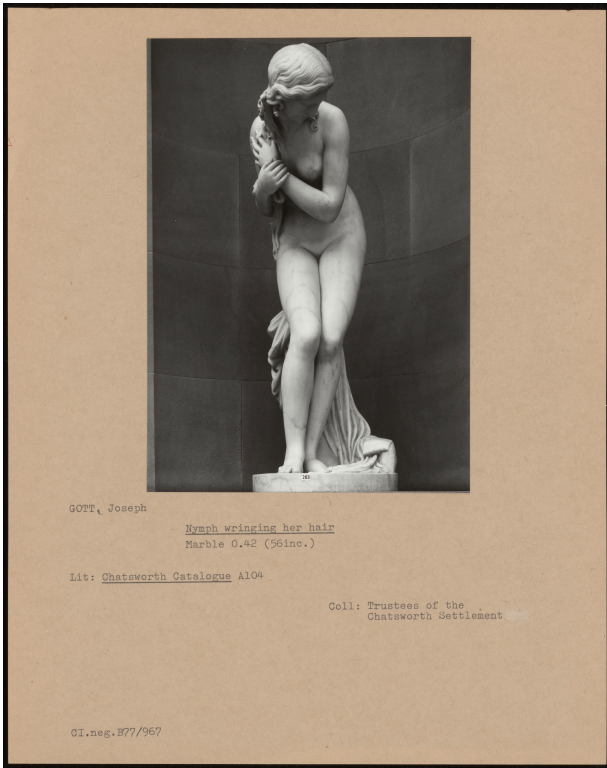 203
GOTT, Joseph
Nymph wringing her hair
Marble 0.42 (56inc.)
Lit: Chatsworth Catalogue A104
Coll: Trustees of the
Chatsworth Settlement
CI.neg.B77/967